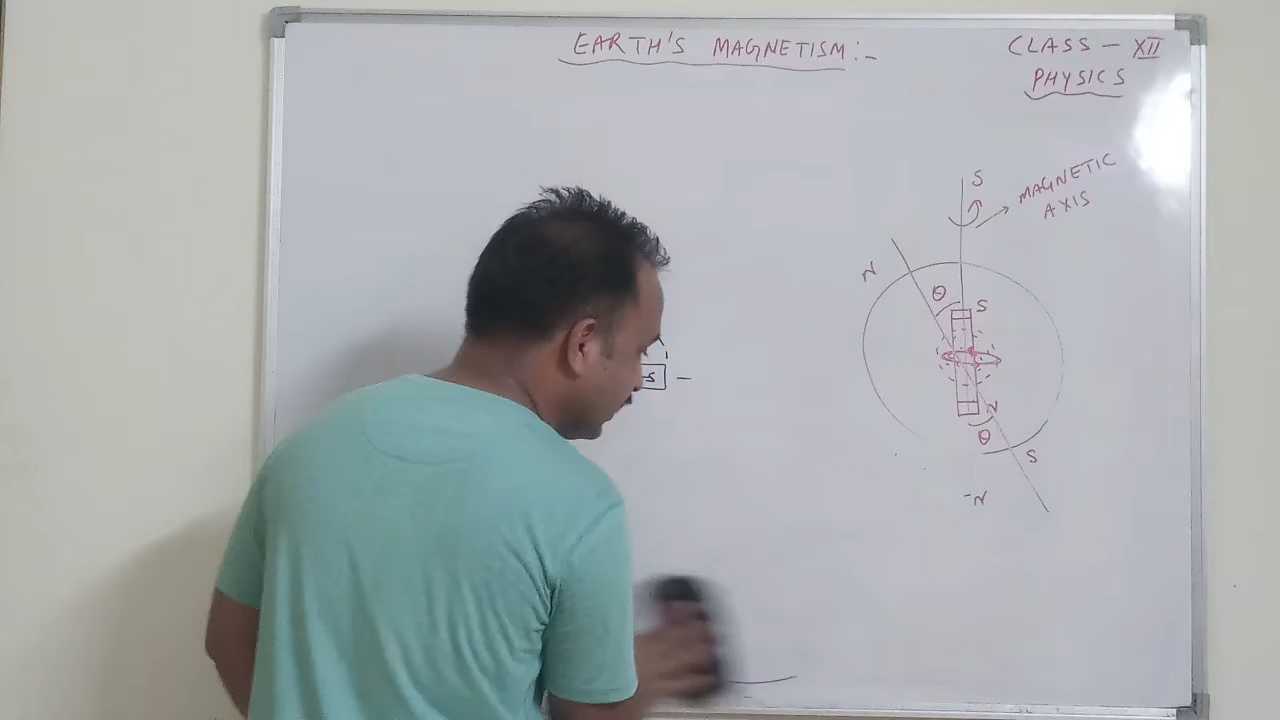 EARTH'S MAGNETISM:-
CLASS - XII
PHYSICS
S
MAGNETIC
AXIS
N
θ
S
S
N
θ
S
N